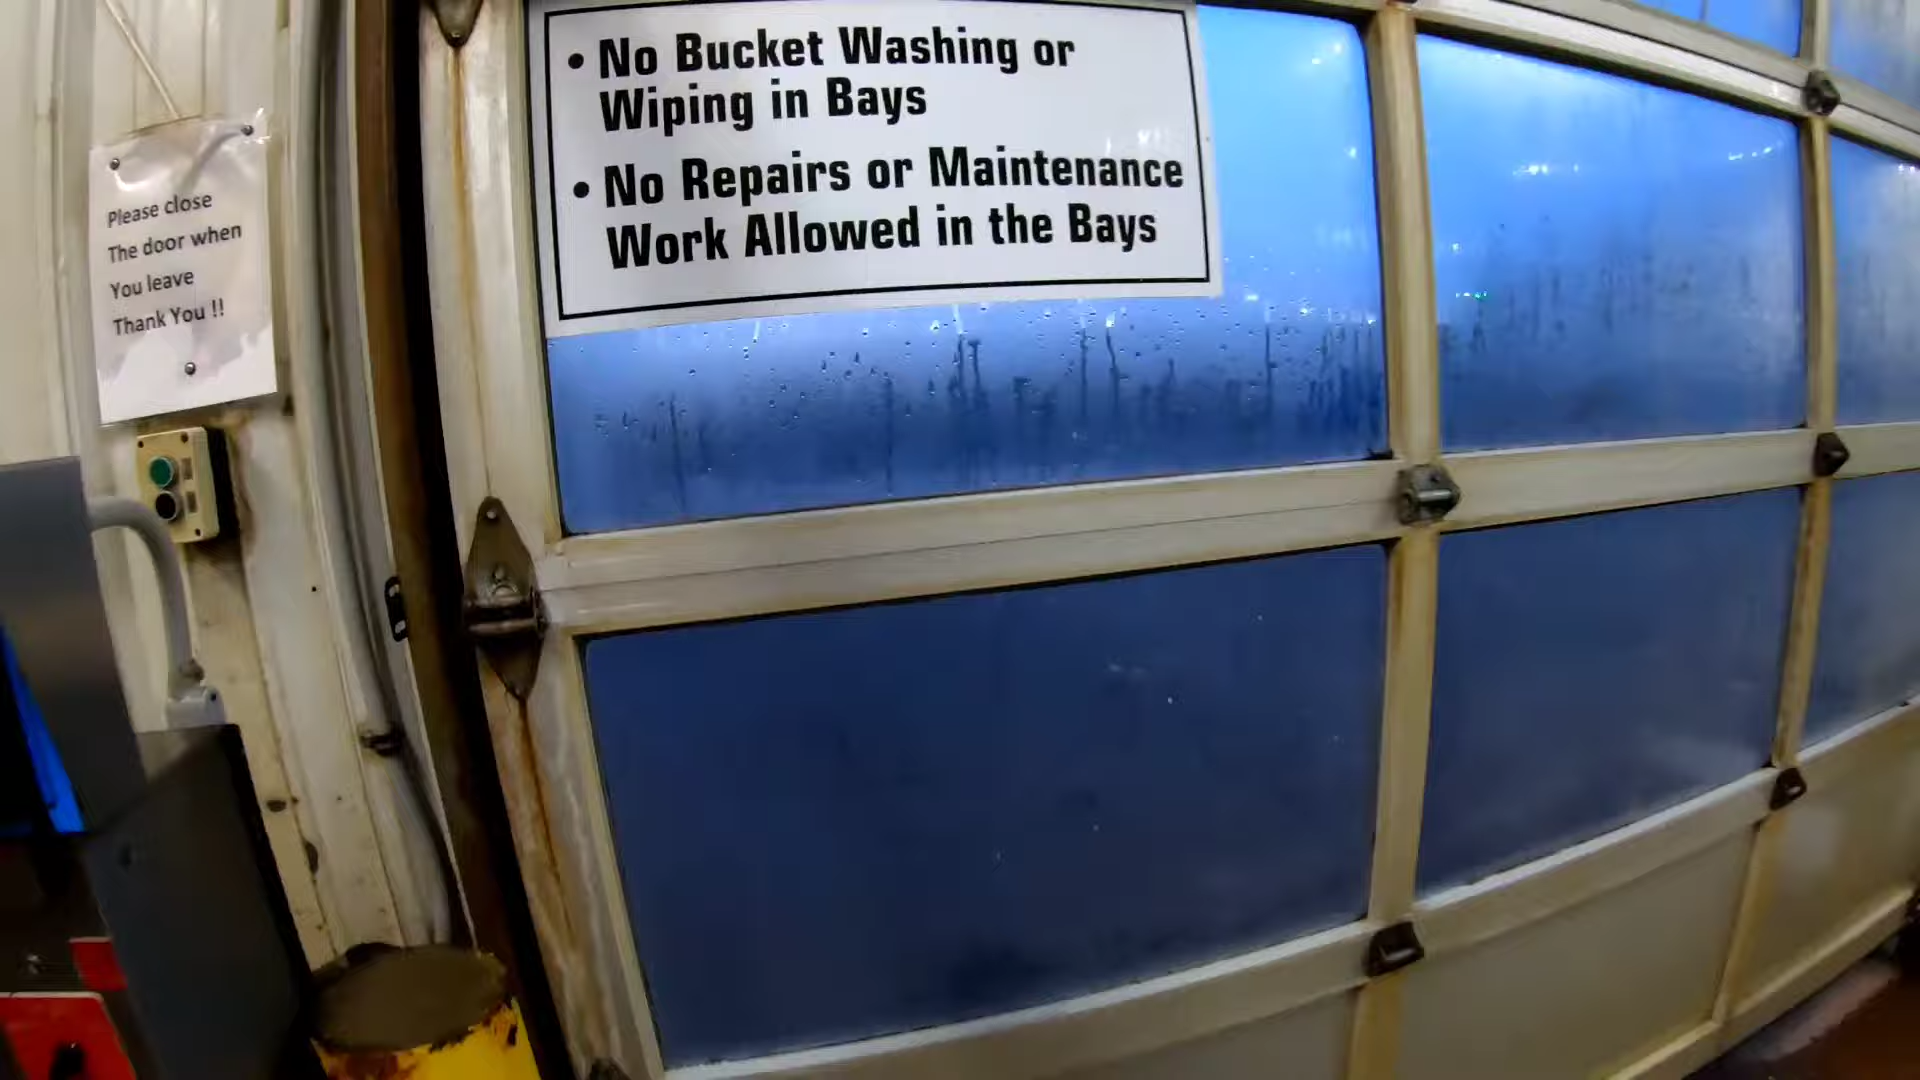 • No Bucket Washing or
Wiping in Bays
• No Repairs or Maintenance
Work Allowed in the Bays
Please close
The door when
You leave
Thank You !!